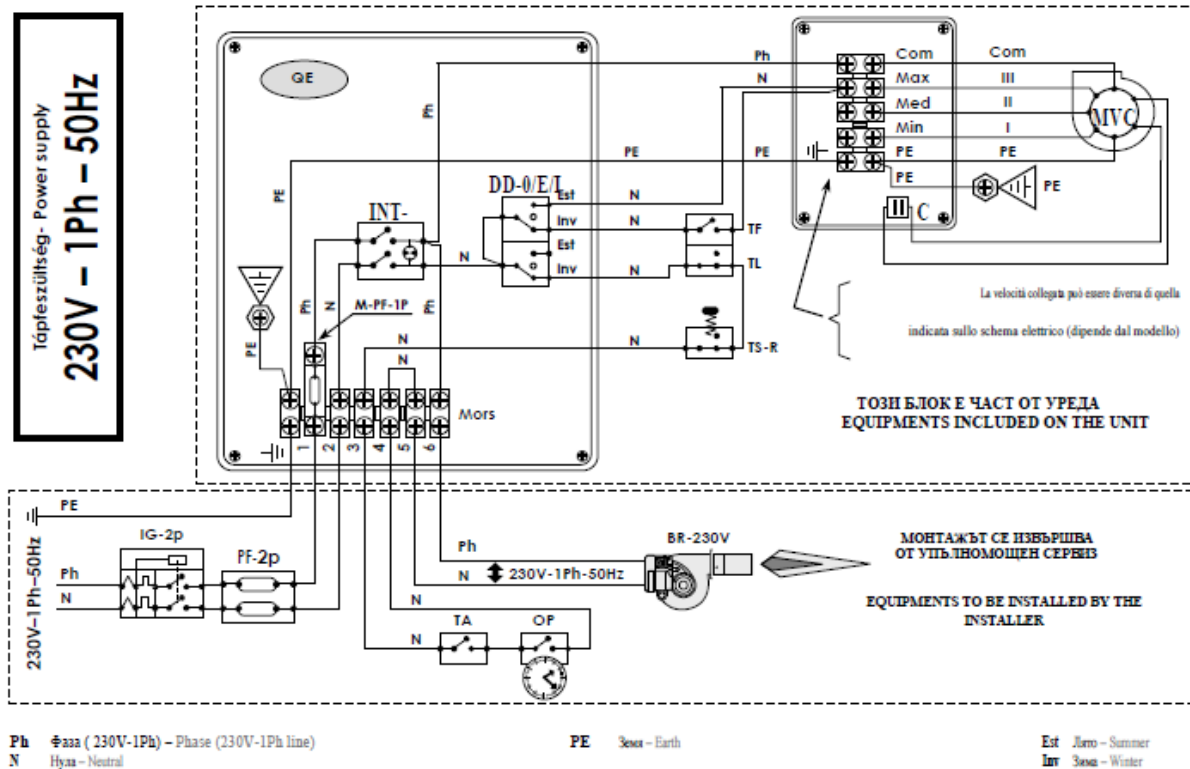 Tápfeszültség- Power supply
230V – 1Ph – 50Hz
QE
Ph
Ph
N
Com
Max
Med
Min
PE
Com
III
II
I
PE
PE
PE
MVC
C
PE
PE
PE
DD-0/E/I
Est
Inv
Est
Inv
N
N
N
N
INT-
TF
TL
TS-R
N
N
N
M-PF-1P
Ph
N
Ph
PE
Mors
1
2
3
4
5
6
La velocità collegata può essere diversa di quella
indicata sullo schema elettrico (dipende dal modello)
ТОЗИ БЛОК Е ЧАСТ ОТ УРЕДА
EQUIPMENTS INCLUDED ON THE UNIT
230V–1Ph–50Hz
PE
IG-2p
PF-2p
Ph
N
Ph
N
230V-1Ph-50Hz
BR-230V
N
N
TA
OP
МОНТАЖЪТ СЕ ИЗВЪРШВА
ОТ УПЪЛНОМОЩЕН СЕРВИЗ
EQUIPMENTS TO BE INSTALLED BY THE
INSTALLER
Ph Фаза ( 230V-1Ph) – Phase (230V-1Ph line)
N Нула – Neutral
PE Земя – Earth
Est Лято – Summer
Inv Зима – Winter